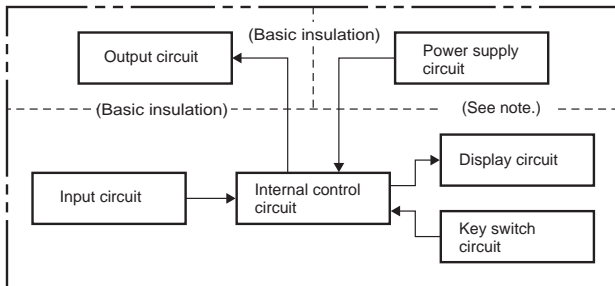 (Basic insulation)
Output circuit
Power supply
circuit
(Basic insulation)
(See note.)
Display circuit
Input circuit
Internal control
circuit
Key switch
circuit